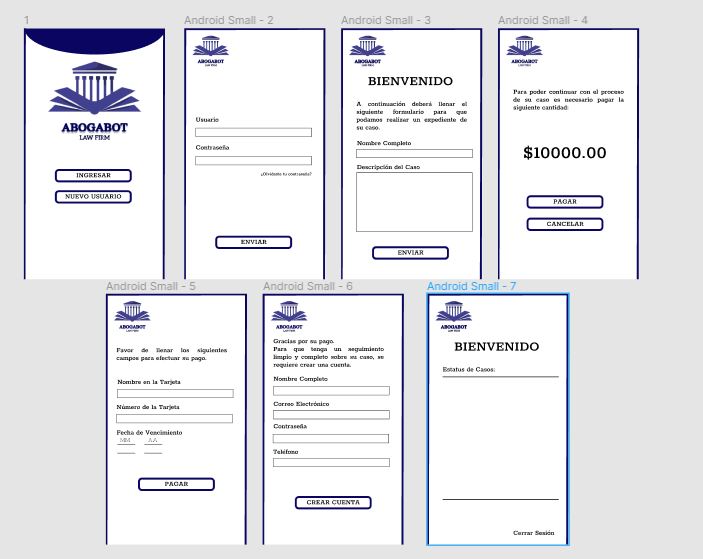 1
ABOGABOT
LAW FIRM
INGRESAR
NUEVO USUARIO
Android Small - 2
ABOGABOT
LAW FIRM
Usuario
Contraseña
¿Olvidaste tu contraseña?
ENVIAR
Android Small - 3
ABOGABOT
LAW FIRM
BIENVENIDO
A continuación deberá llenar el
siguiente formulario para que
podamos realizar un expediente de
su caso.
Nombre Completo
Descripción del Caso
ENVIAR
Android Small - 4
ABOGABOT
LAW FIRM
Para poder continuar con el proceso
de su caso es necesario pagar la
siguiente cantidad:
$10000.00
PAGAR
CANCELAR
Android Small - 5
ABOGABOT
LAW FIRM
Favor de llenar los siguientes
campos para efectuar su pago.
Nombre en la Tarjeta
Número de la Tarjeta
Fecha de Vencimiento
MM AA
PAGAR
Android Small - 6
ABOGABOT
LAW FIRM
Gracias por su pago.
Para que tenga un seguimiento
limpio y completo sobre su caso, se
requiere crear una cuenta.
Nombre Completo
Correo Electrónico
Contraseña
Teléfono
CREAR CUENTA
Android Small - 7
ABOGABOT
LAW FIRM
BIENVENIDO
Estatus de Casos:
Cerrar Sesión